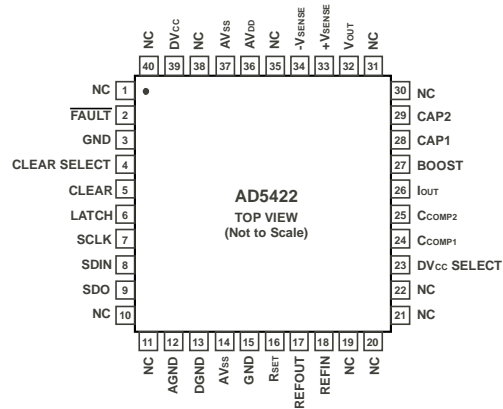 NC
DVCC
NC
AVSS
AVDD
NC
-VSENSE
+VSENSE
VOUT
NC
40
39
38
37
36
35
34
33
32
31
NC 1
FAULT 2
GND 3
CLEAR SELECT 4
CLEAR 5
LATCH 6
SCLK 7
SDIN 8
SDO 9
NC 10
AD5422
TOP VIEW
(Not to Scale)
30 NC
29 CAP2
28 CAP1
27 BOOST
26 IOUT
25 CCOMP2
24 CCOMP1
23 DVCC SELECT
22 NC
21 NC
11
12
13
14
15
16
17
18
19
20
NC
AGND
DGND
AVSS
GND
RSET
REFOUT
REFIN
NC
NC